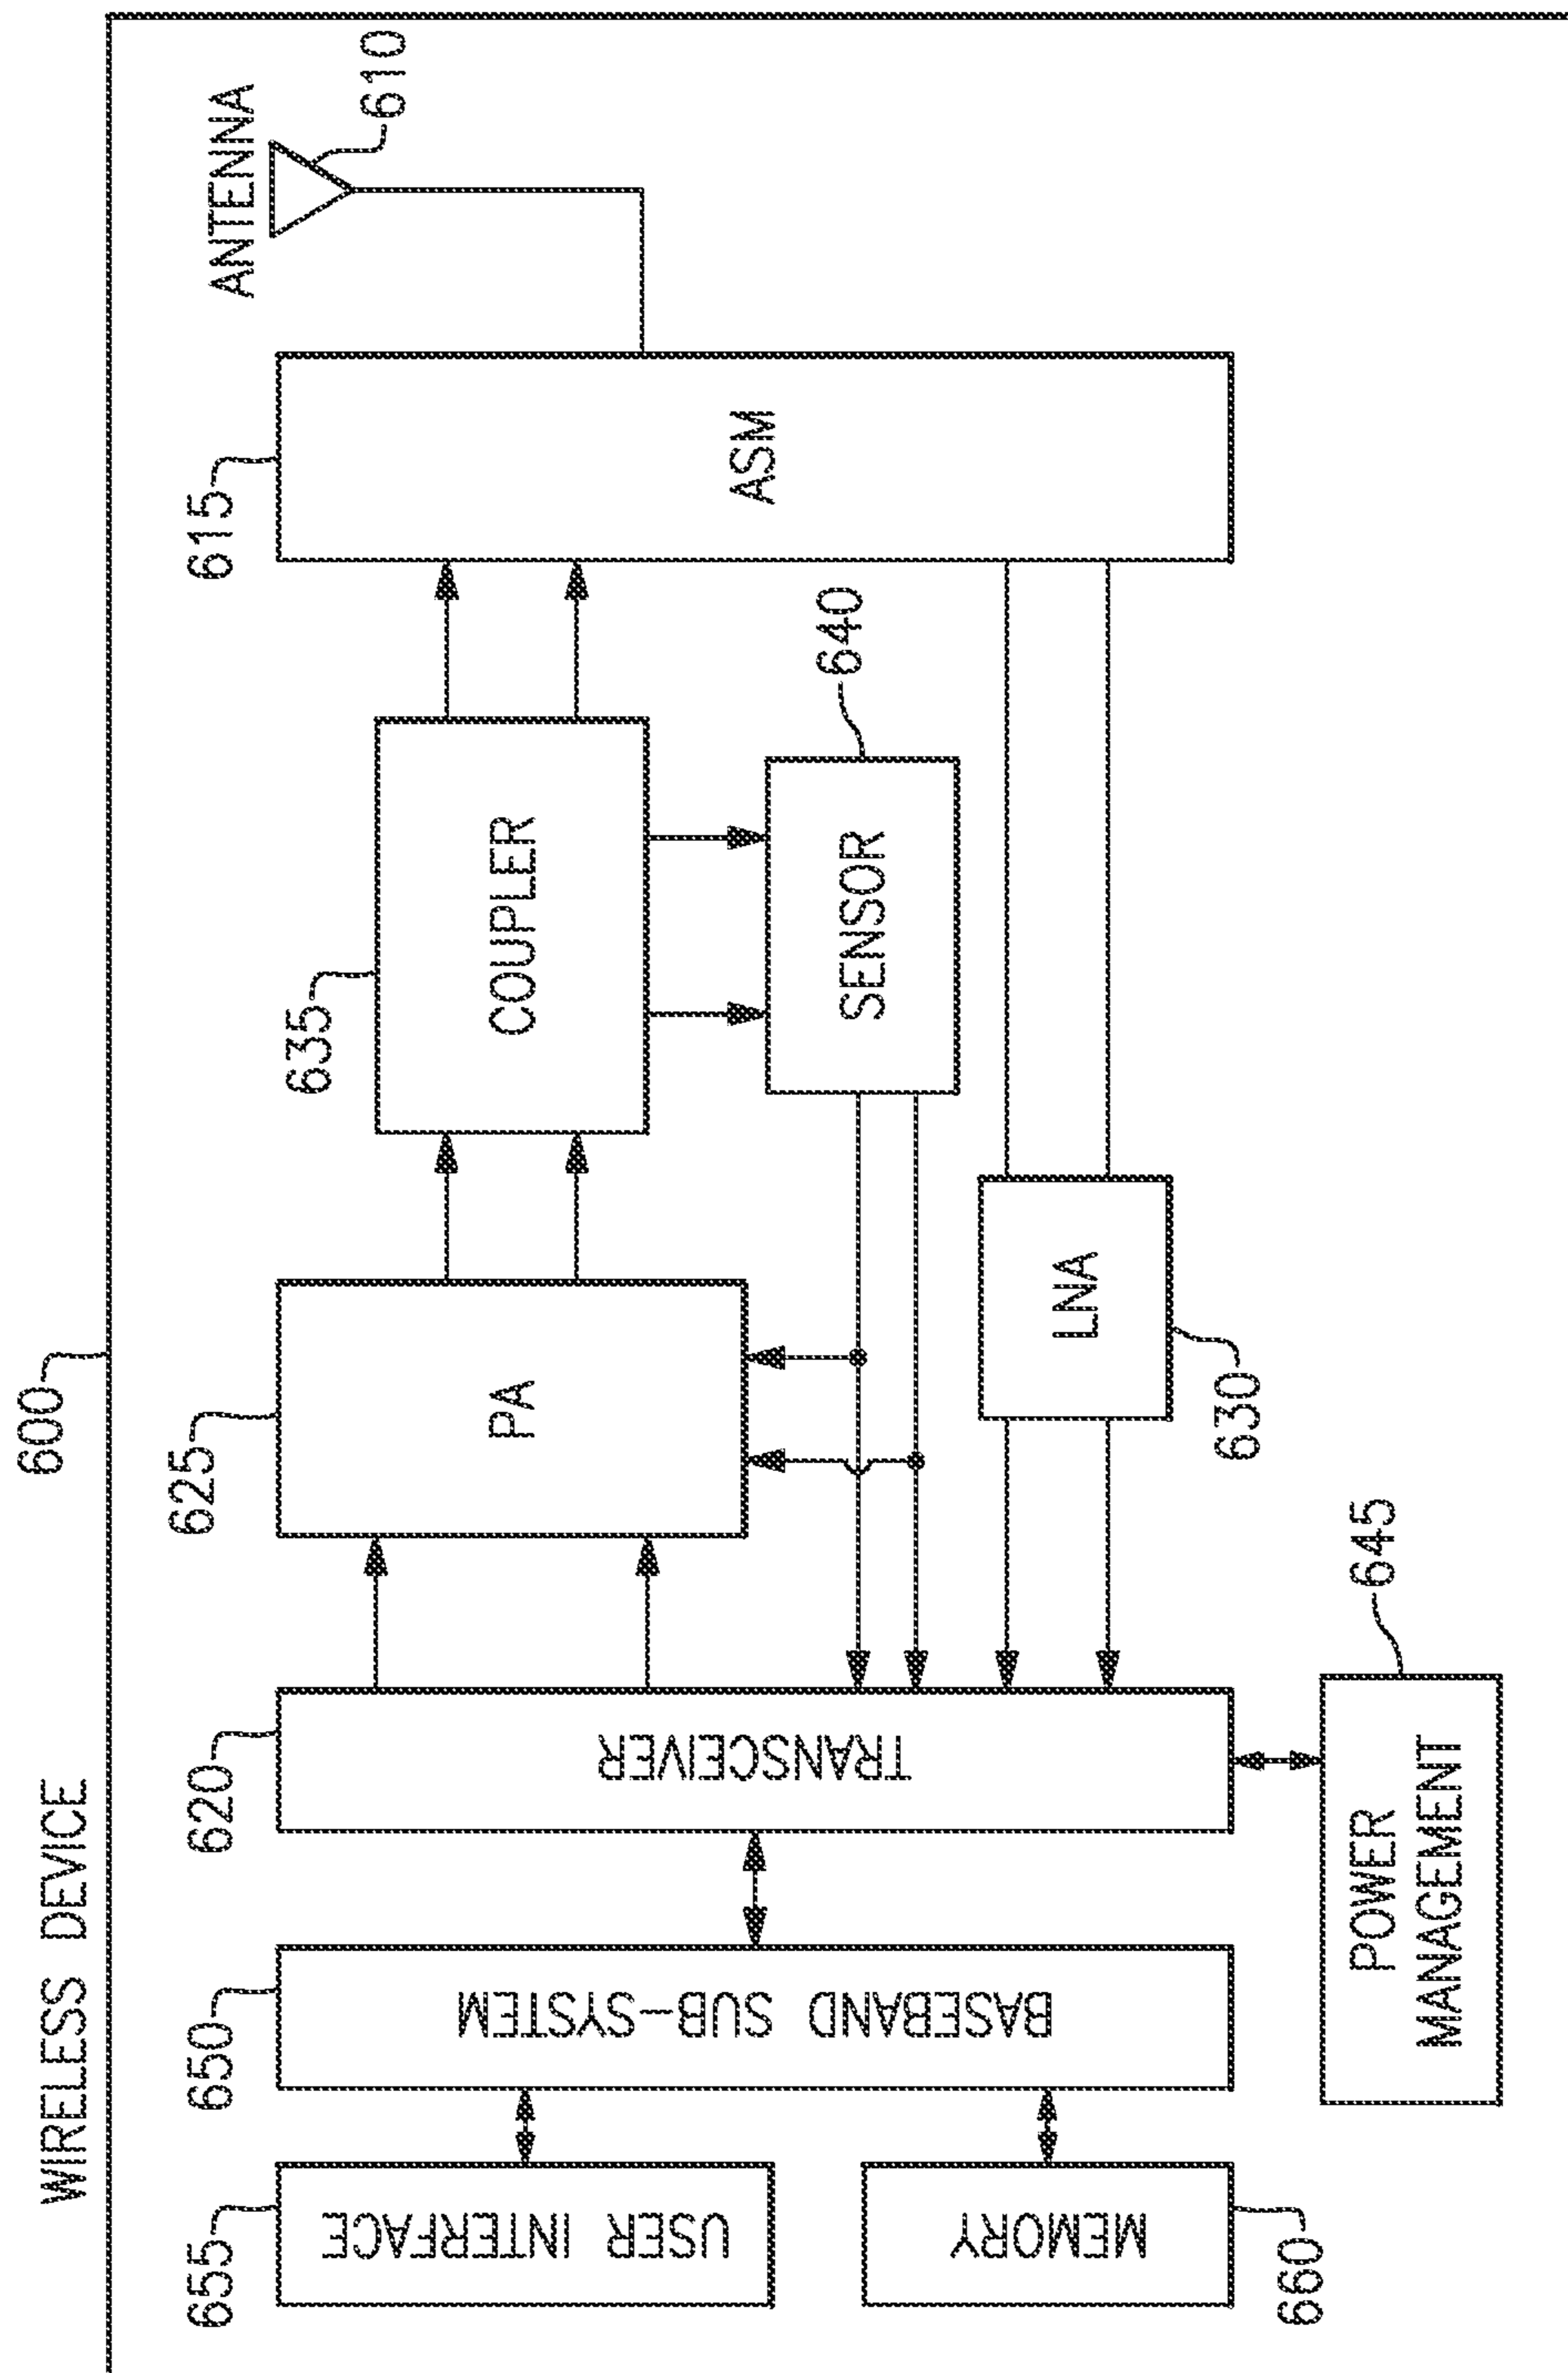 WIRELESS DEVICE
600
655
USER INTERFACE
MEMORY
660
650
BASEBAND SUB-SYSTEM
620
TRANSCEIVER
POWER
MANAGEMENT
645
625
PA
LNA
630
635
COUPLER
SENSOR
640
615
ASM
ANTENNA
610